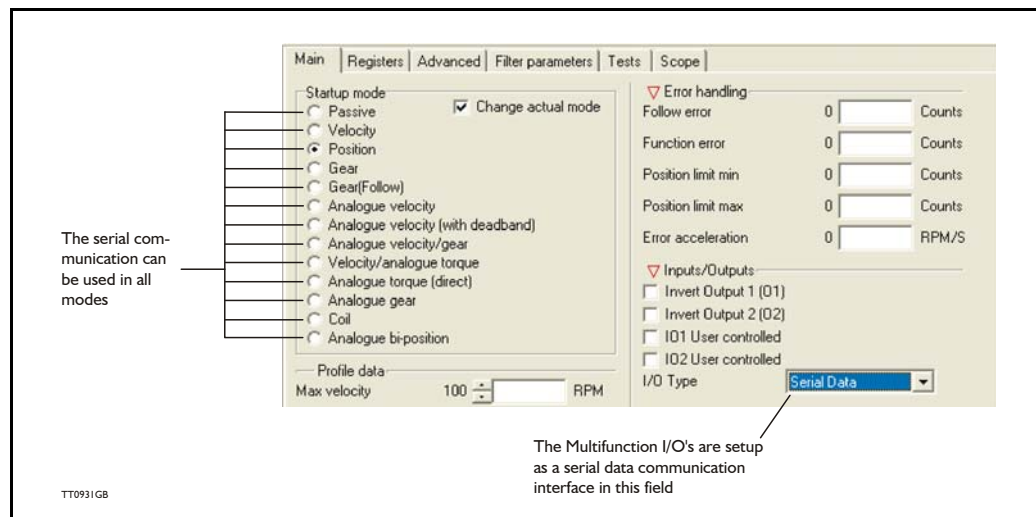 Main Registers Advanced Filter parameters Tests Scope
Startup mode
Passive
Change actual mode
Velocity
Position
Gear
Gear(Follow)
Analogue velocity
Analogue velocity (with deadband)
Analogue velocity/gear
Velocity/analogue torque
Analogue torque (direct)
Analogue gear
Coil
Analogue bi-position
Profile data
Max velocity 100 RPM
Error handling
Follow error 0 Counts
Function error 0 Counts
Position limit min 0 Counts
Position limit max 0 Counts
Error acceleration 0 RPM/S
Inputs/Outputs
Invert Output 1 (O1)
Invert Output 2 (O2)
IO1 User controlled
IO2 User controlled
I/O Type Serial Data
The serial com-
munication can
be used in all
modes
The Multifunction I/O's are setup
as a serial data communication
interface in this field
TT0931GB